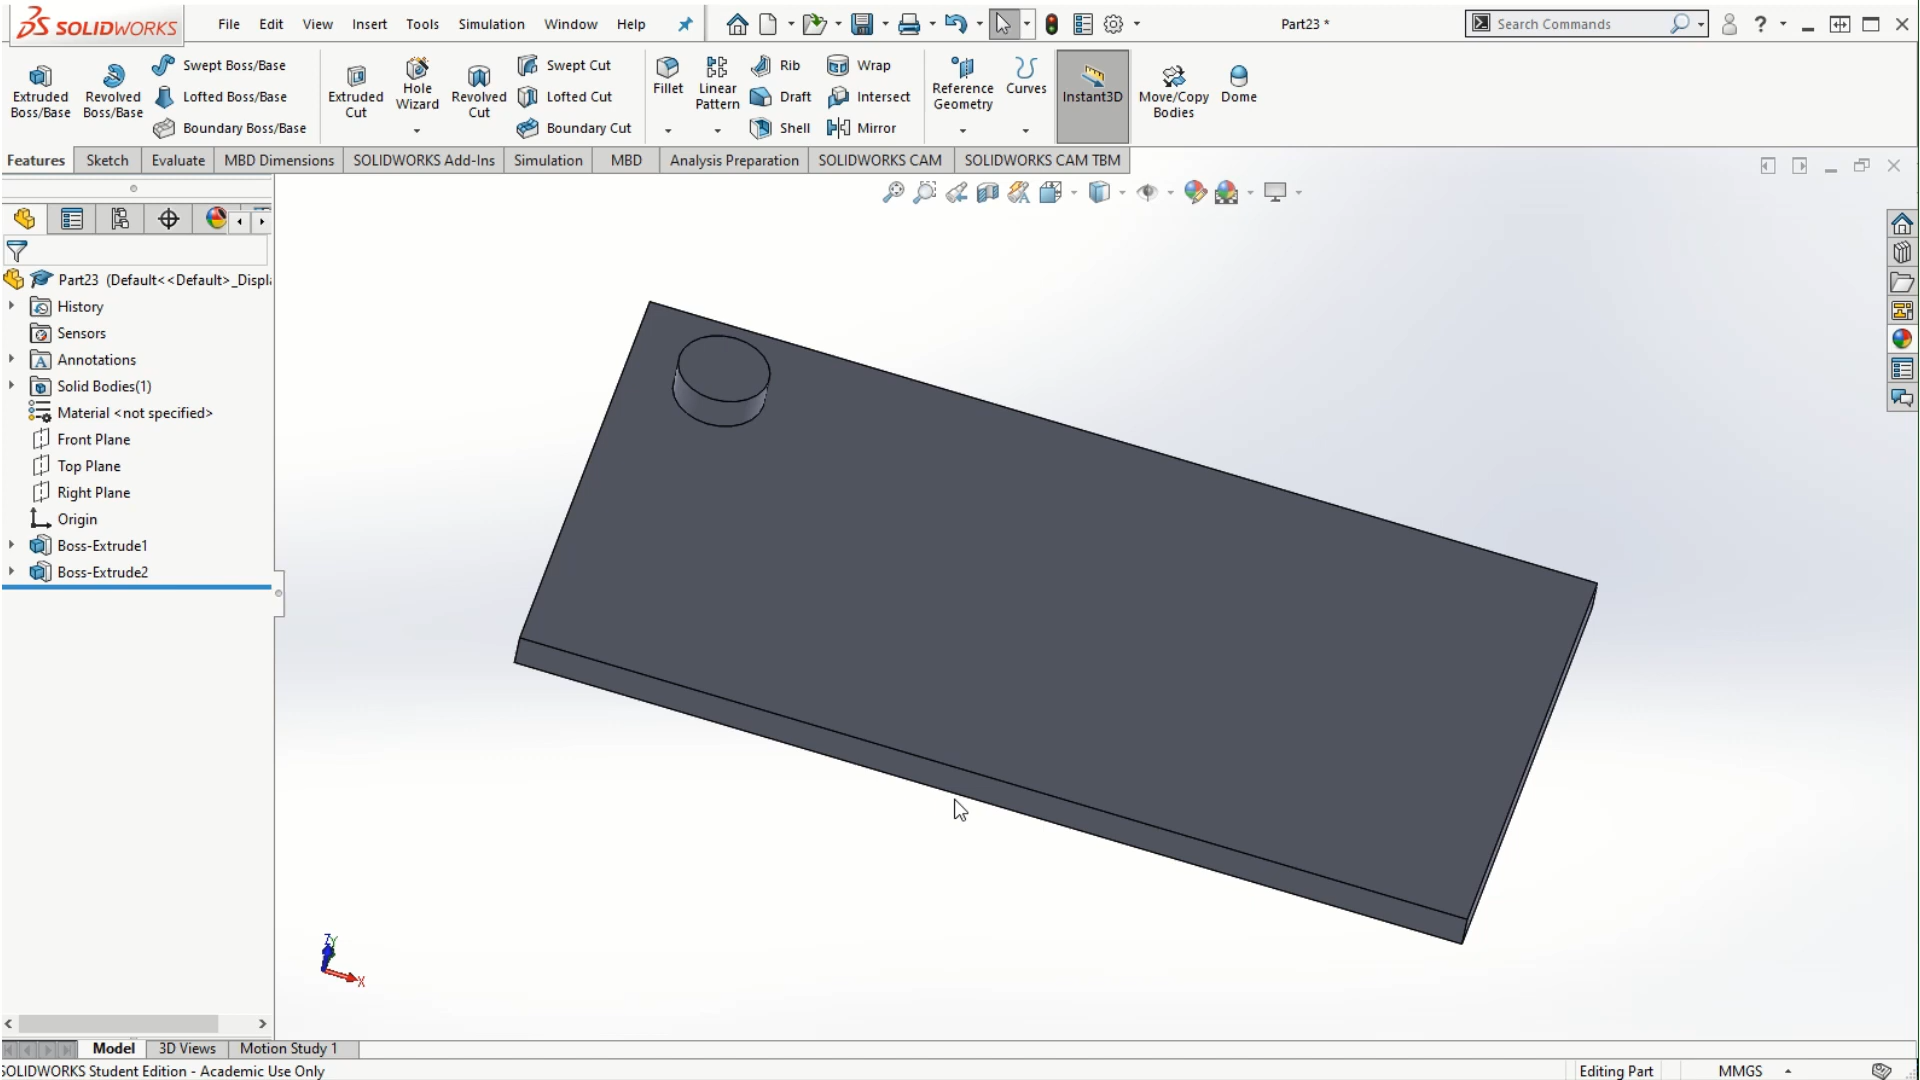 SOLIDWORKS File Edit View Insert Tools Simulation Window Help Part23 * Search Commands ?
Extruded Boss/Base
Revolved Boss/Base
Swept Boss/Base
Lofted Boss/Base
Boundary Boss/Base
Extruded Cut
Hole Wizard
Revolved Cut
Swept Cut
Lofted Cut
Boundary Cut
Fillet
Linear Pattern
Rib
Draft
Shell
Wrap
Intersect
Mirror
Reference Geometry
Curves
Instant3D
Move/Copy Bodies
Dome
Features Sketch Evaluate MBD Dimensions SOLIDWORKS Add-Ins Simulation MBD Analysis Preparation SOLIDWORKS CAM SOLIDWORKS CAM TBM
Part23 (Default<<Default>_Displ
History
Sensors
A Annotations
Solid Bodies(1)
Material <not specified>
Front Plane
Top Plane
Right Plane
Origin
Boss-Extrude1
Boss-Extrude2
Z Y
X
Model 3D Views Motion Study 1
SOLIDWORKS Student Edition - Academic Use Only Editing Part MMGS